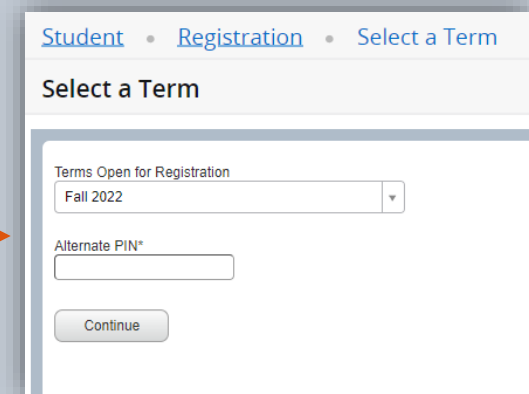 Student • Registration • Select a Term
Select a Term
Terms Open for Registration
Fall 2022
Alternate PIN*
Continue